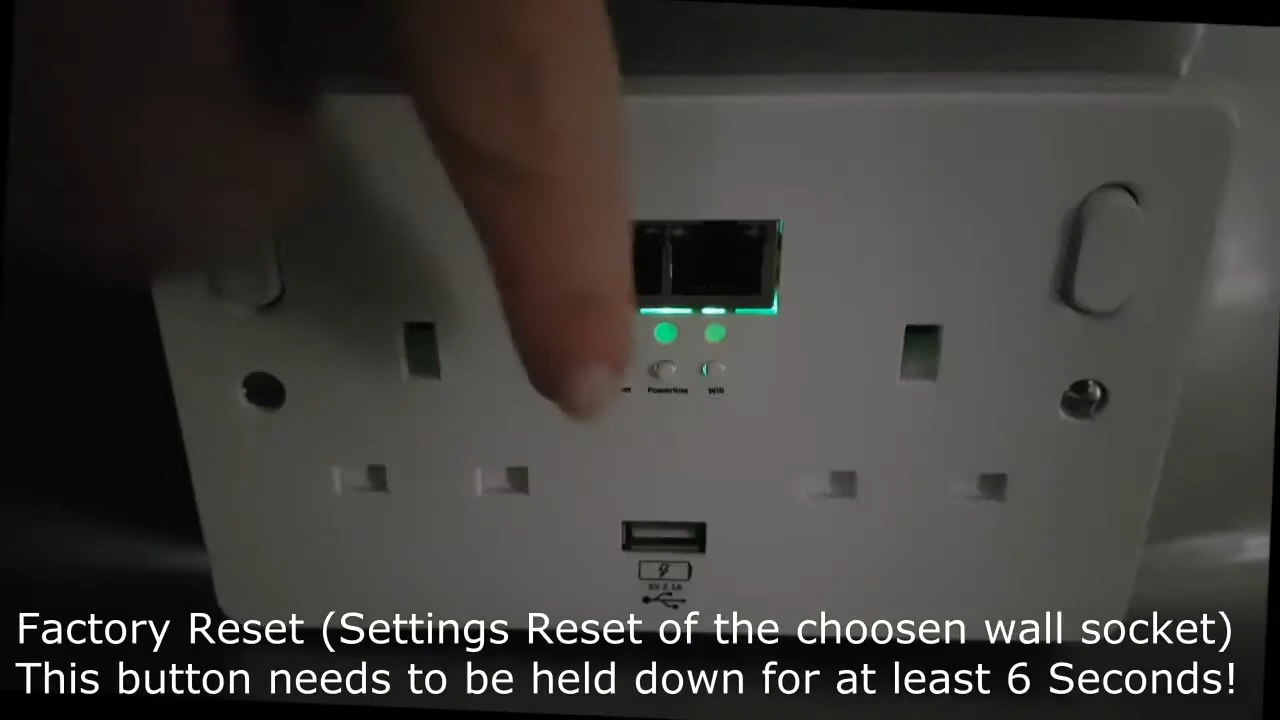 Powerline Wifi
5V 2.1A
Factory Reset (Settings Reset of the choosen wall socket)
This button needs to be held down for at least 6 Seconds!